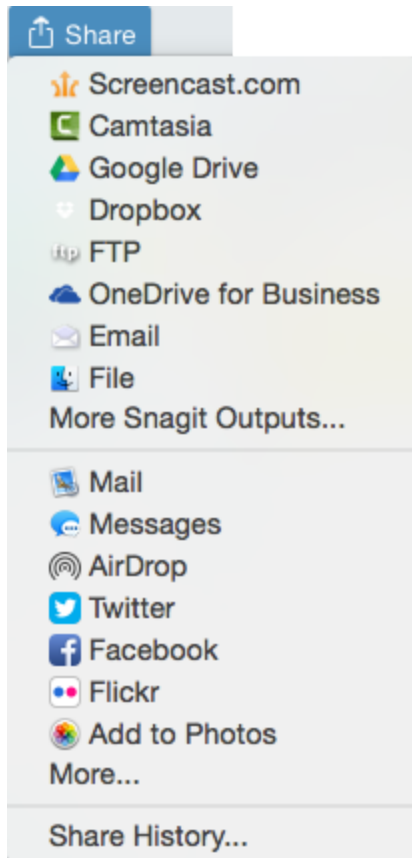 Share
Screencast.com
Camtasia
Google Drive
Dropbox
ftp FTP
OneDrive for Business
Email
File
More Snagit Outputs...
Mail
Messages
AirDrop
Twitter
Facebook
Flickr
Add to Photos
More...
Share History...